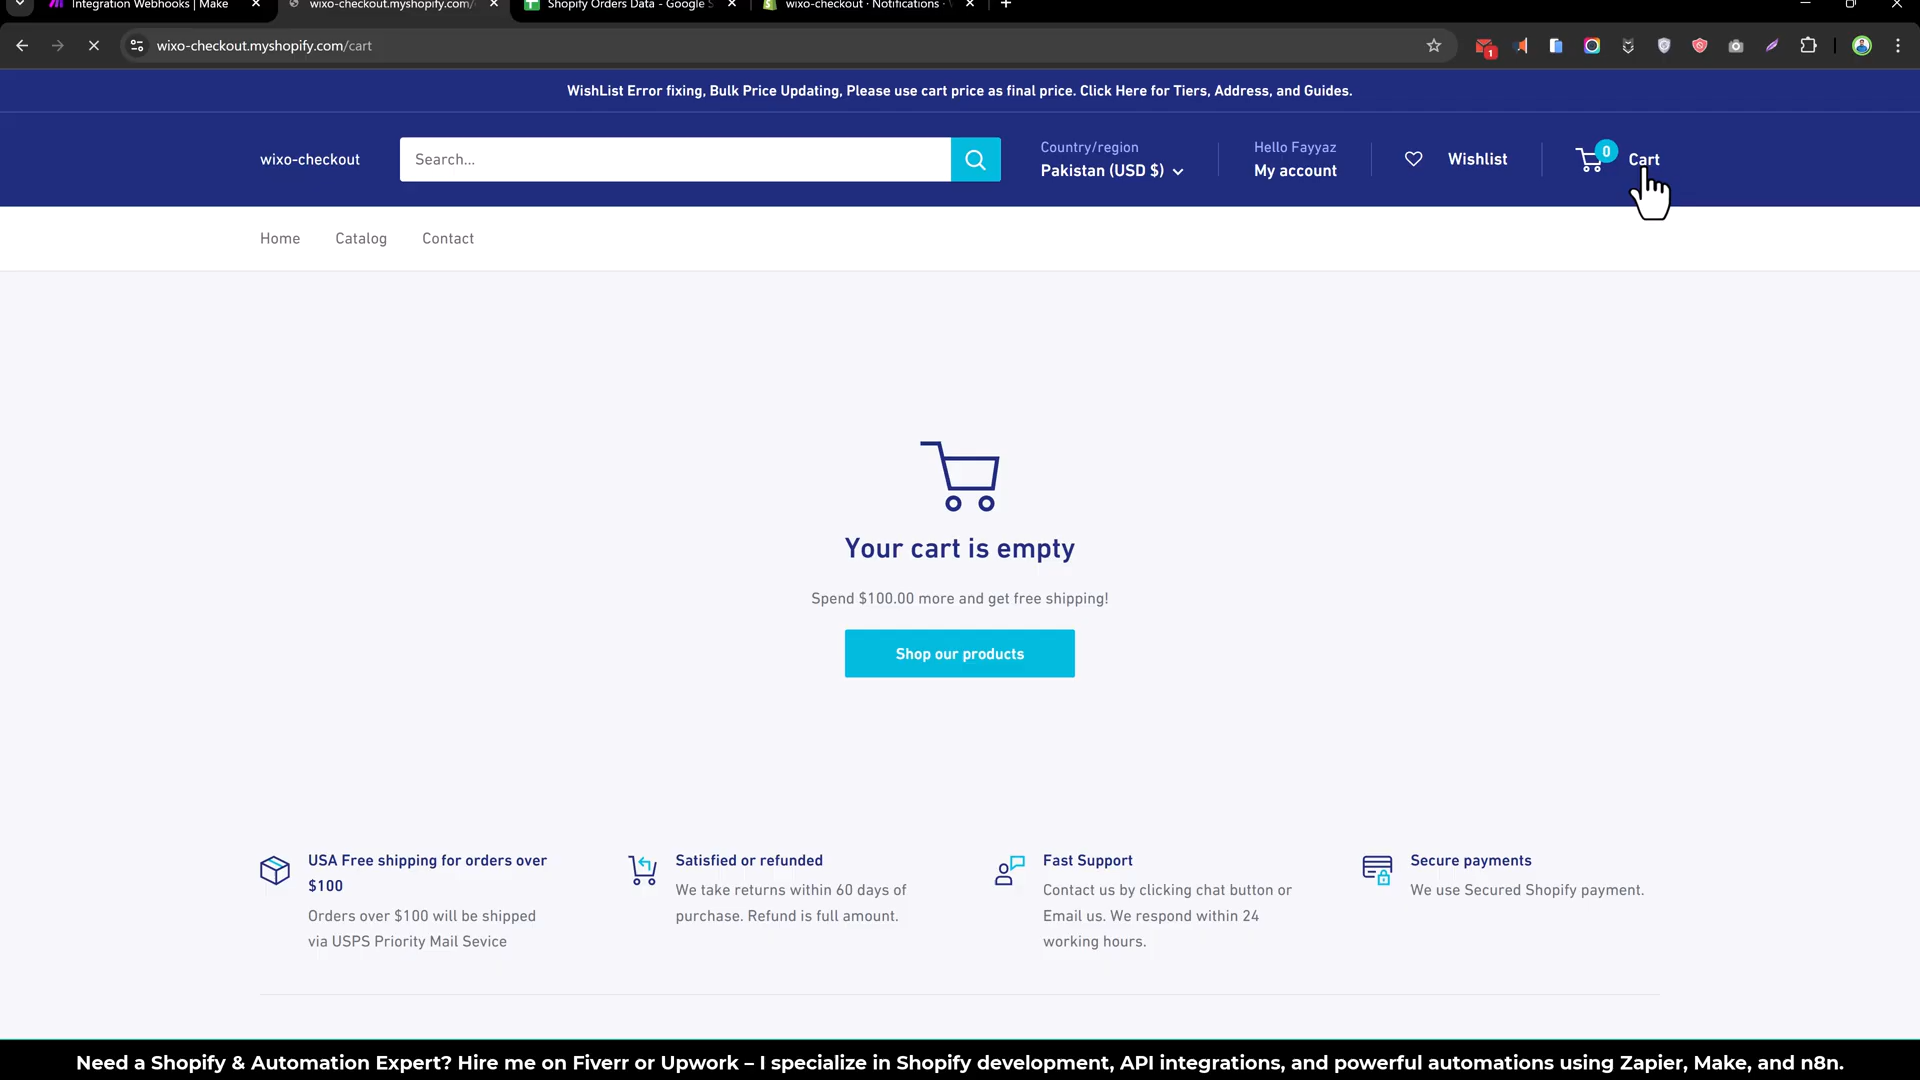 Integration Webhooks | Make
wixo-checkout.myshopify.com/
Shopify Orders Data - Google S
wixo-checkout · Notifications ·
wixo-checkout.myshopify.com/cart
1
WishList Error fixing, Bulk Price Updating, Please use cart price as final price. Click Here for Tiers, Address, and Guides.
wixo-checkout
Search...
Country/region
Pakistan (USD $)
Hello Fayyaz
My account
Wishlist
0
Cart
Home
Catalog
Contact
Your cart is empty
Spend $100.00 more and get free shipping!
Shop our products
USA Free shipping for orders over
$100
Orders over $100 will be shipped
via USPS Priority Mail Sevice
Satisfied or refunded
We take returns within 60 days of
purchase. Refund is full amount.
Fast Support
Contact us by clicking chat button or
Email us. We respond within 24
working hours.
Secure payments
We use Secured Shopify payment.
Need a Shopify & Automation Expert? Hire me on Fiverr or Upwork – I specialize in Shopify development, API integrations, and powerful automations using Zapier, Make, and n8n.